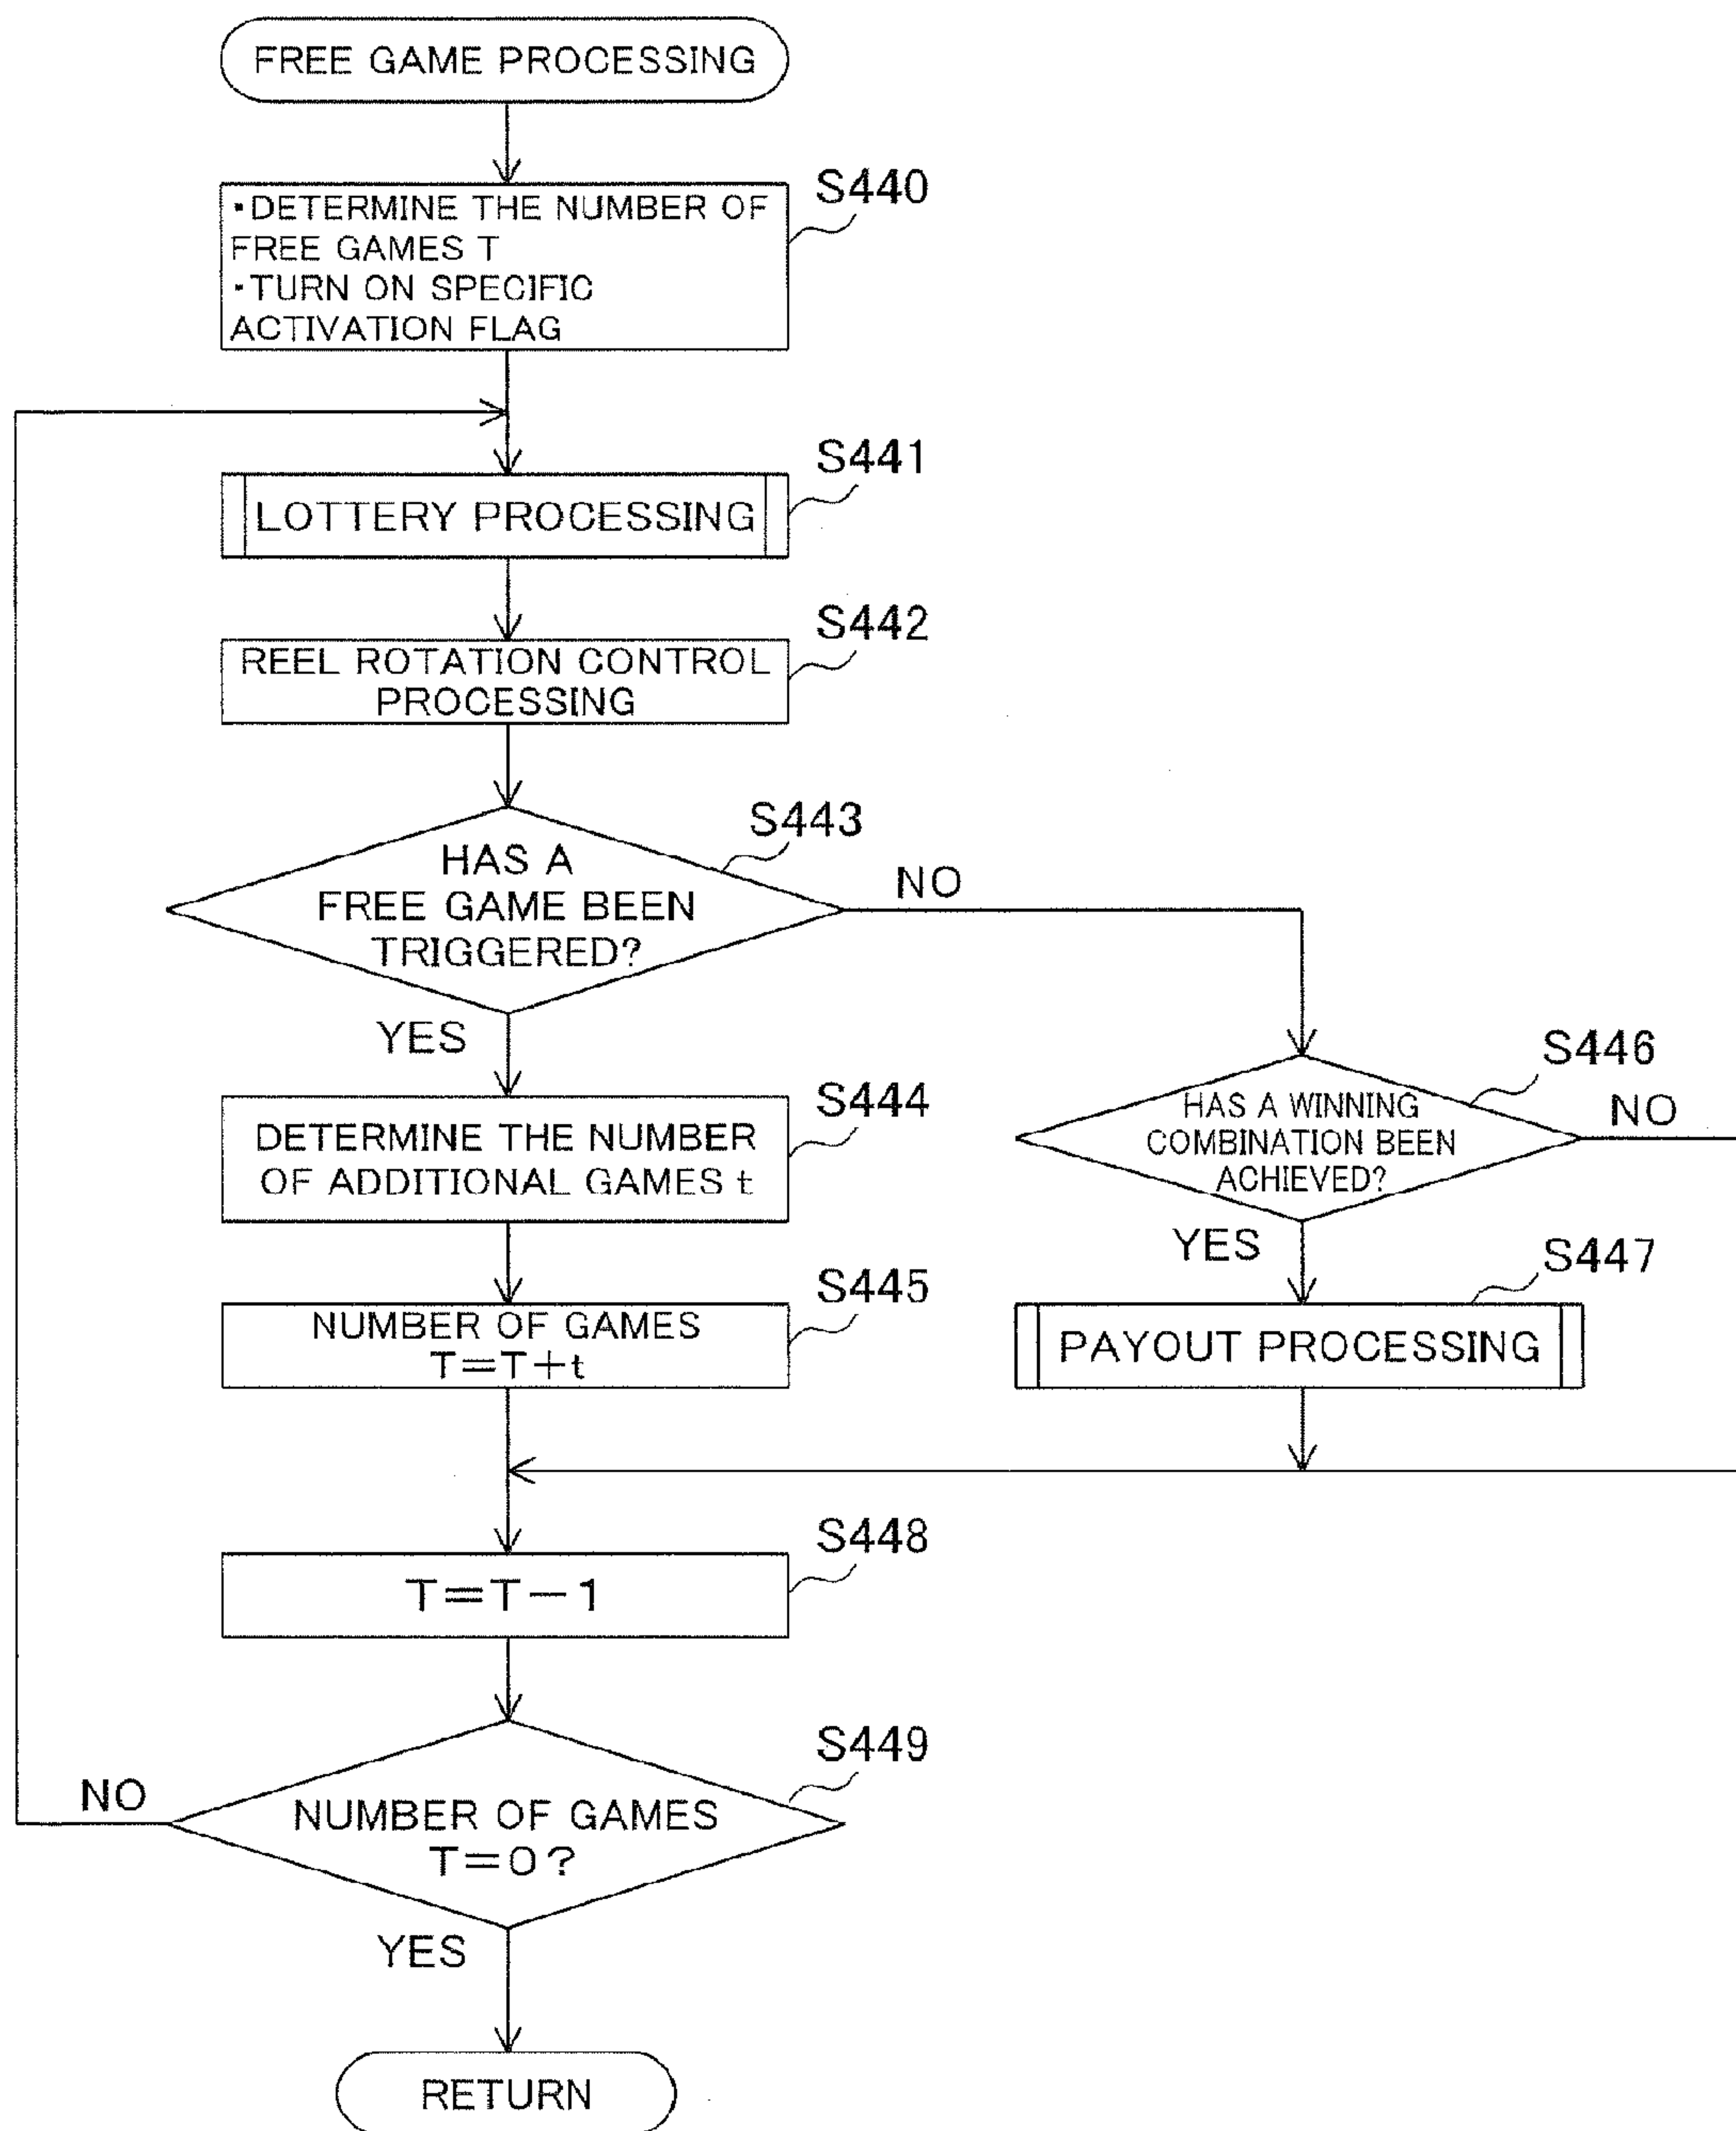 FREE GAME PROCESSING
S440
・DETERMINE THE NUMBER OF
FREE GAMES T
・TURN ON SPECIFIC
ACTIVATION FLAG
S441
LOTTERY PROCESSING
S442
REEL ROTATION CONTROL
PROCESSING
S443
HAS A
FREE GAME BEEN
TRIGGERED?
NO
YES
S444
DETERMINE THE NUMBER
OF ADDITIONAL GAMES t
S446
HAS A WINNING
COMBINATION BEEN
ACHIEVED?
NO
YES
S445
NUMBER OF GAMES
T=T+t
S447
PAYOUT PROCESSING
S448
T=T-1
S449
NUMBER OF GAMES
T=0?
NO
YES
RETURN